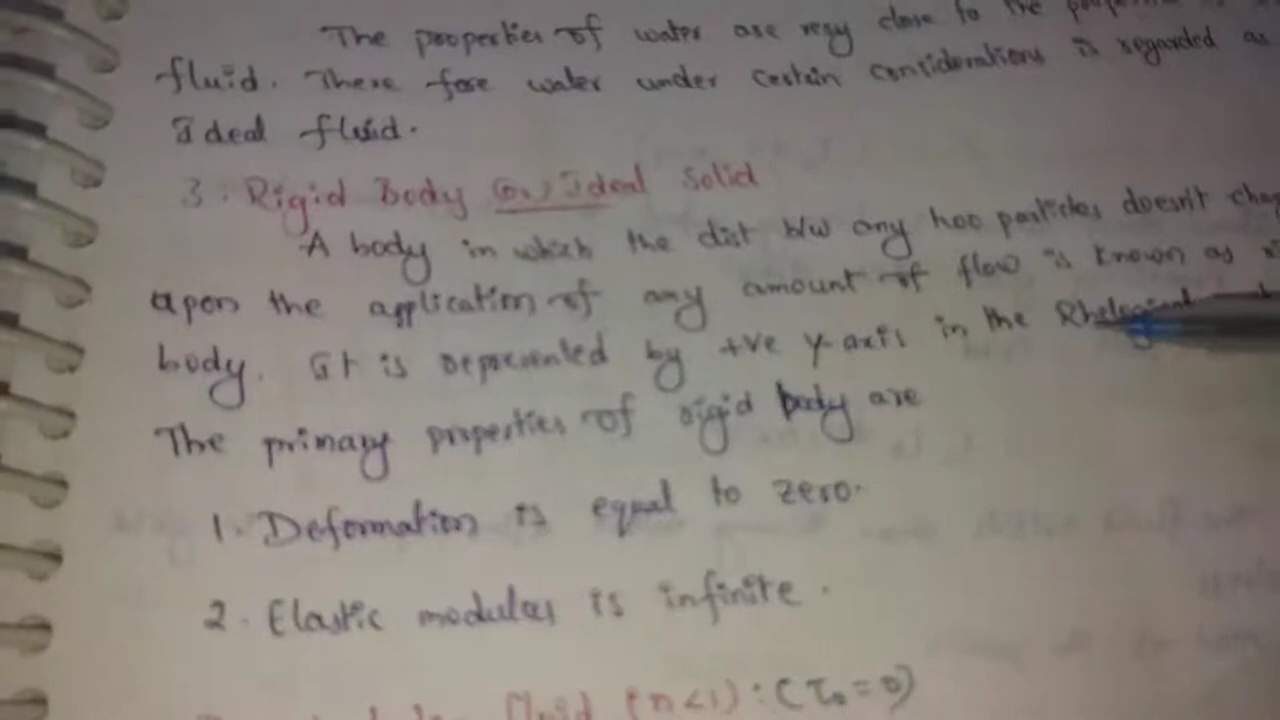 The properties of water are very close to the
fluid. There fore water under certain considerations is regarded as
Ideal fluid.
3. Rigid Body (or) Ideal solid
A body in which the dist b/w any two particles doesn't
upon the application of any amount of flow is known as
body. It is represented by +ve y-axis in the
The primary properties of rigid body are
1. Deformation is equal to zero.
2. Elastic modulus is infinite.
fluid (n<1): (τ₀=0)